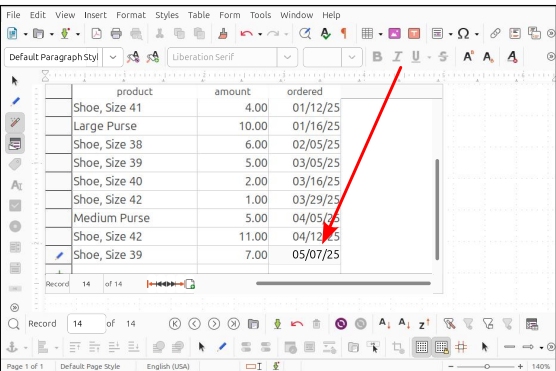 File Edit View Insert Format Styles Table Form Tools Window Help
Default Paragraph Styl Liberation Serif B I U S A A A
product amount ordered
Shoe, Size 41 4.00 01/12/25
Large Purse 10.00 01/16/25
Shoe, Size 38 6.00 02/05/25
Shoe, Size 39 5.00 03/05/25
Shoe, Size 40 2.00 03/16/25
Shoe, Size 42 1.00 03/29/25
Medium Purse 5.00 04/05/25
Shoe, Size 42 11.00 04/12/25
Shoe, Size 39 7.00 05/07/25
Record 14 of 14
Record 14 of 14
Page 1 of 1 Default Page Style English (USA) 140%